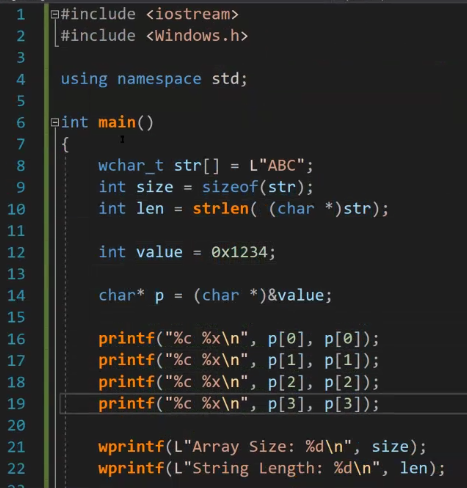 1 #include <iostream>
2 #include <Windows.h>
3
4 using namespace std;
5
6 int main()
7 {
8 wchar_t str[] = L"ABC";
9 int size = sizeof(str);
10 int len = strlen( (char *)str);
11
12 int value = 0x1234;
13
14 char* p = (char *)&value;
15
16 printf("%c %x\n", p[0], p[0]);
17 printf("%c %x\n", p[1], p[1]);
18 printf("%c %x\n", p[2], p[2]);
19 printf("%c %x\n", p[3], p[3]);
20
21 wprintf(L"Array Size: %d\n", size);
22 wprintf(L"String Length: %d\n", len);